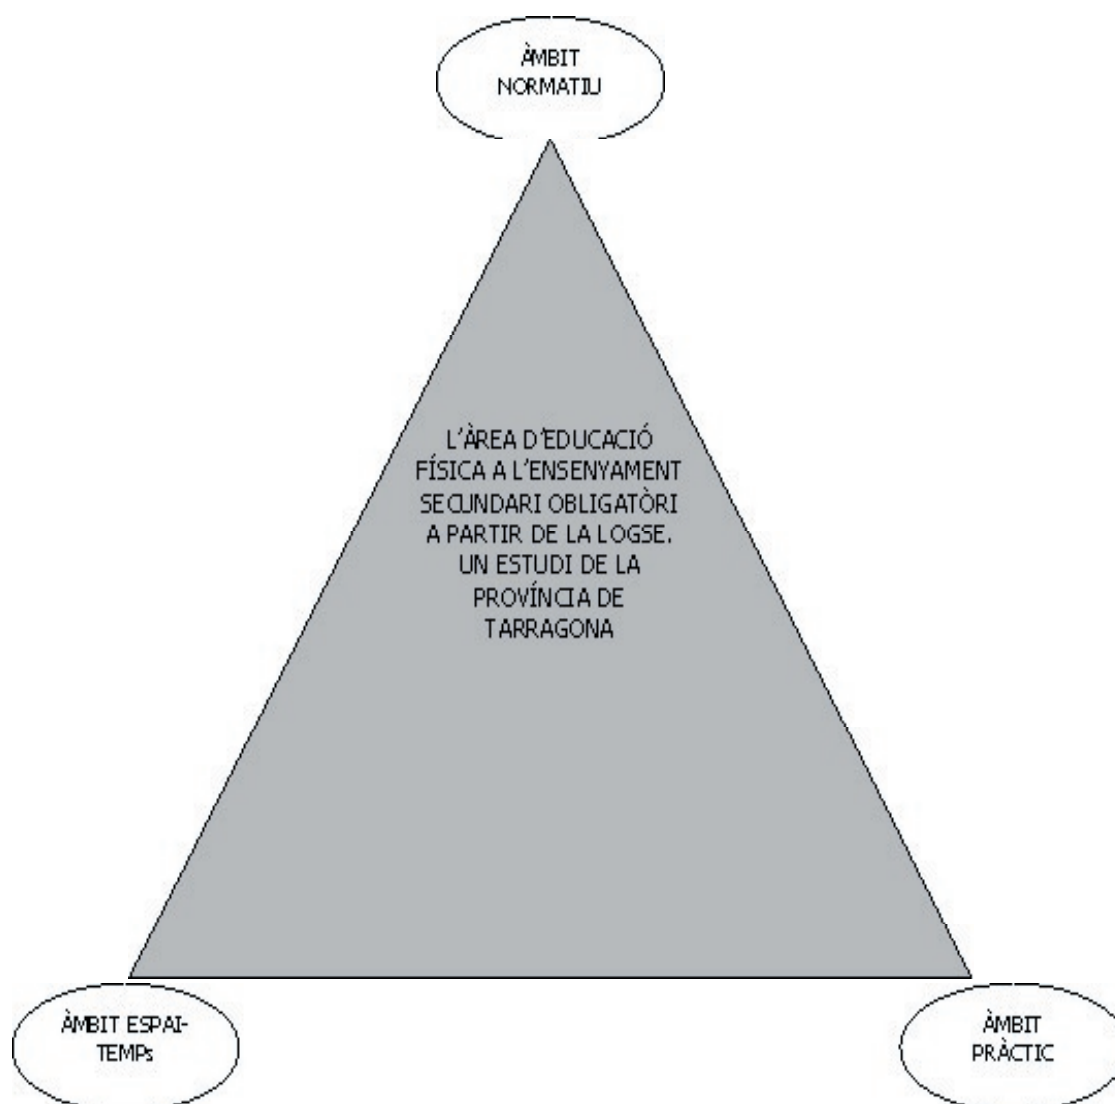 ÀMBIT
NORMATIU
L'ÀREA D'EDUCACIÓ
FÍSICA A L'ENSENYAMENT
SECUNDARI OBLIGATÒRI
A PARTIR DE LA LOGSE.
UN ESTUDI DE LA
PROVÍNCIA DE
TARRAGONA
ÀMBIT ESPAI-
TEMPs
ÀMBIT
PRÀCTIC